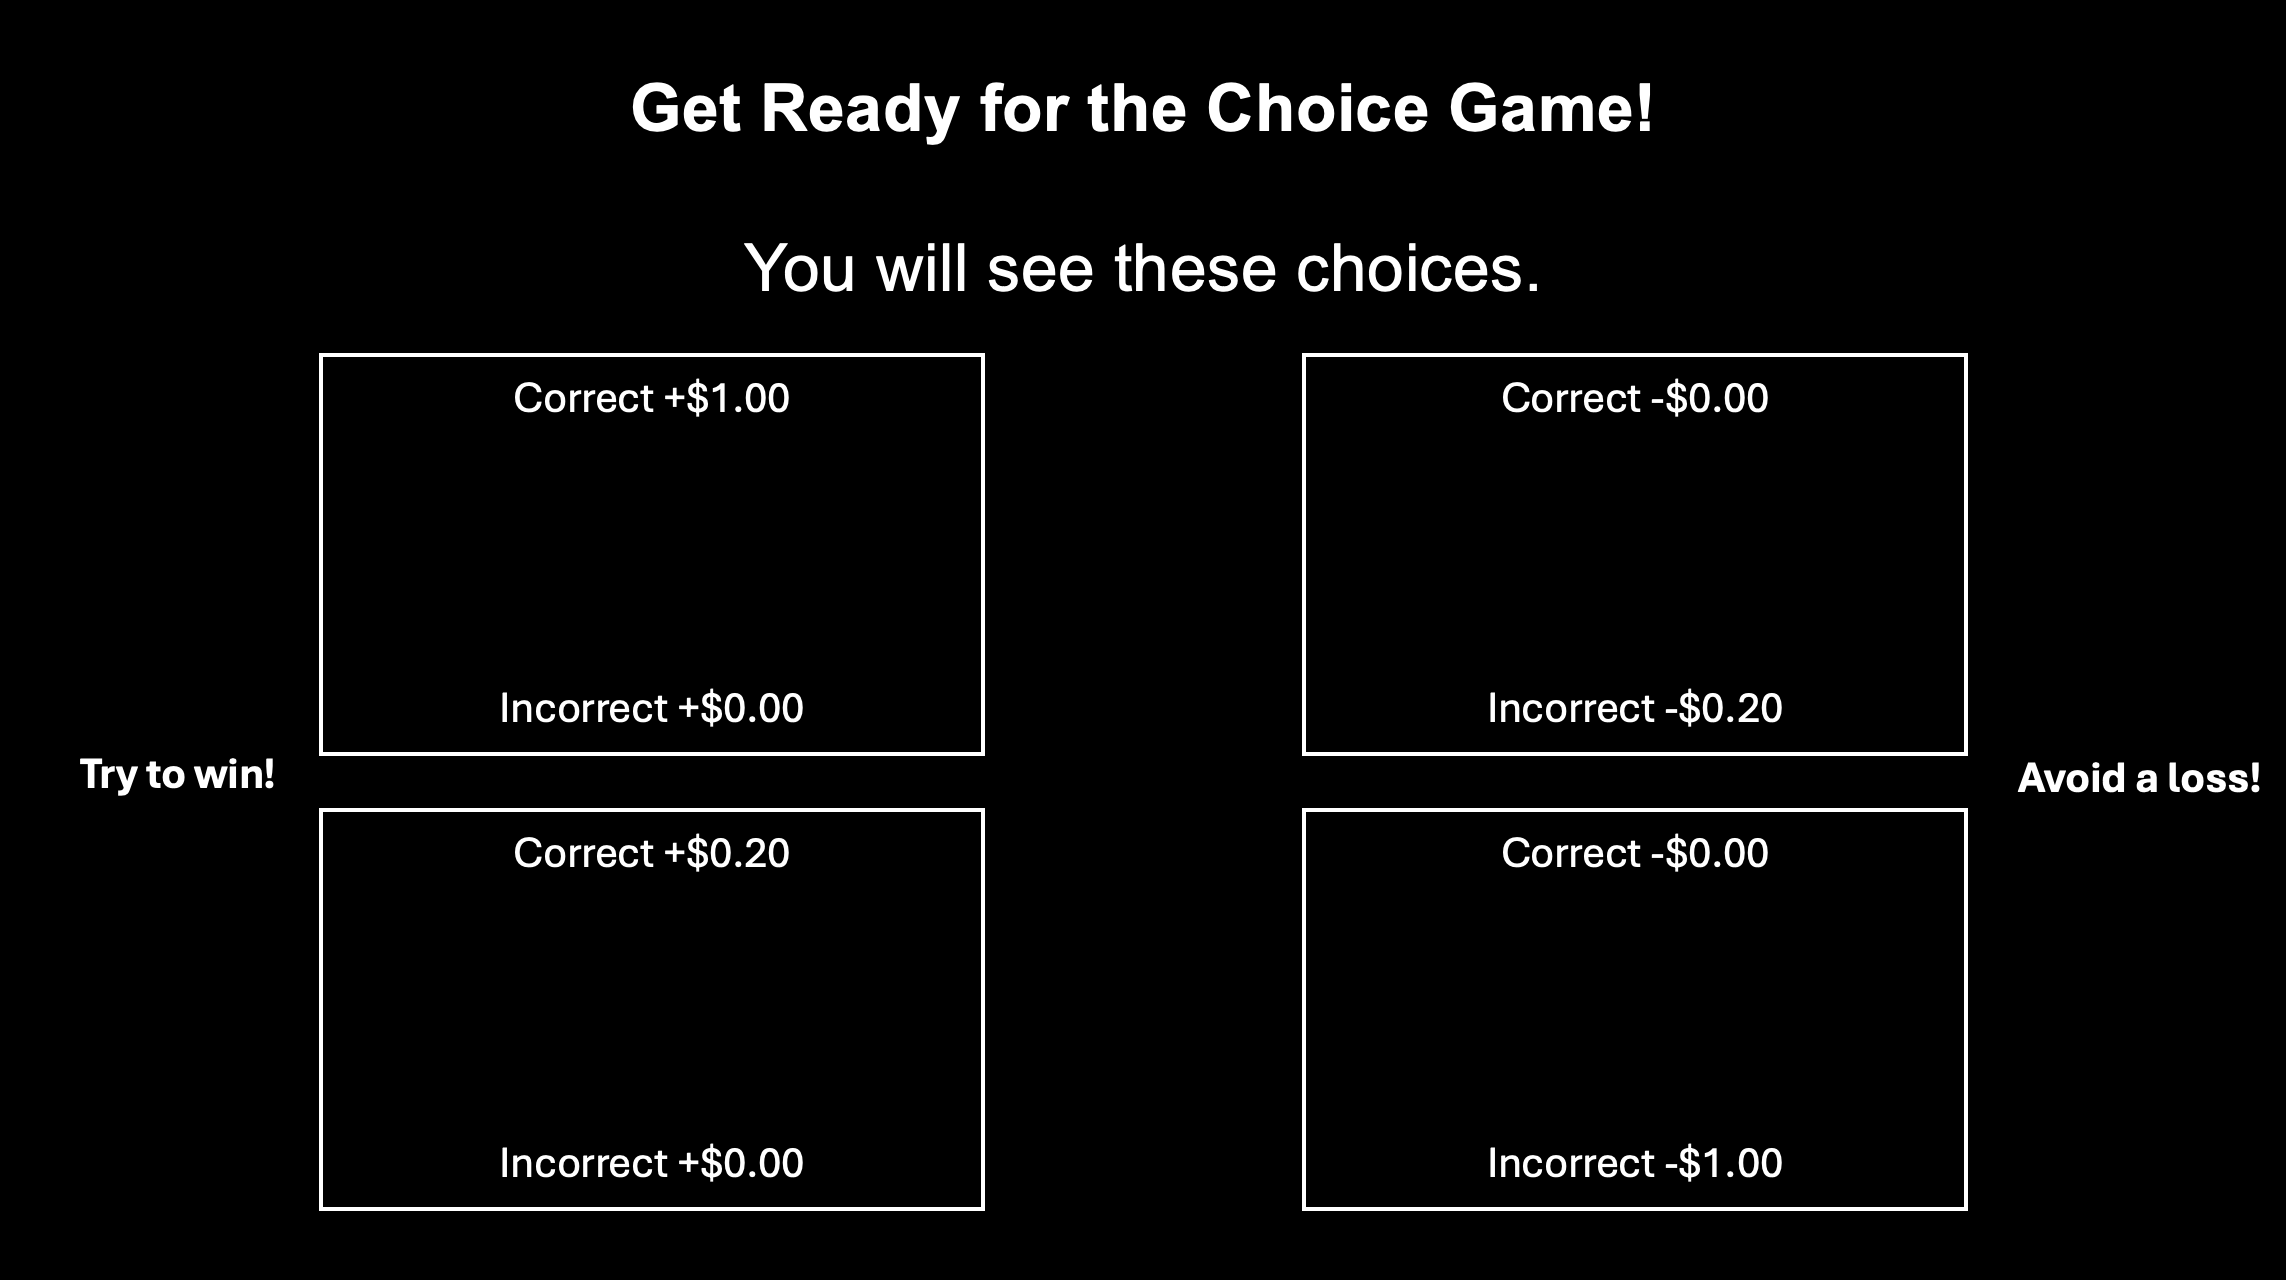 Get Ready for the Choice Game!
You will see these choices.
Correct +$1.00
Incorrect +$0.00
Correct -$0.00
Incorrect -$0.20
Try to win!
Avoid a loss!
Correct +$0.20
Incorrect +$0.00
Correct -$0.00
Incorrect -$1.00